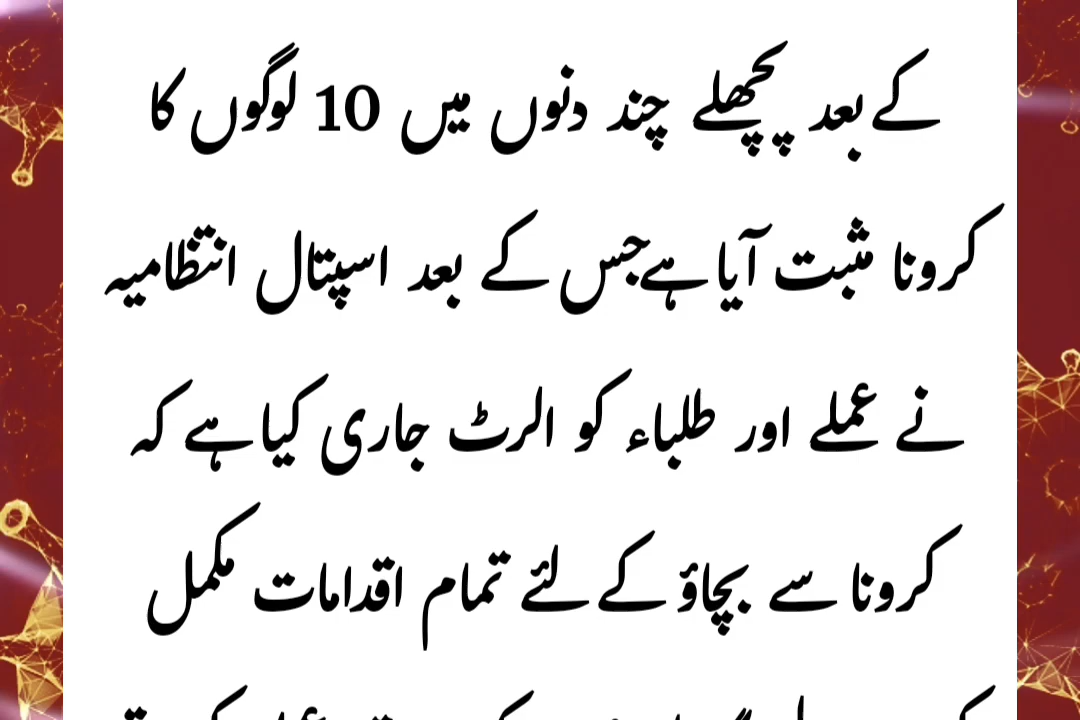 کے بعد پچھلے چند دنوں میں 10 لوگوں کا
کرونا مثبت آیا ہے جس کے بعد اسپتال انتظامیہ
نے عملے اور طلباء کو الرٹ جاری کیا ہے کہ
کرونا سے بچاؤ کے لئے تمام اقدامات مکمل